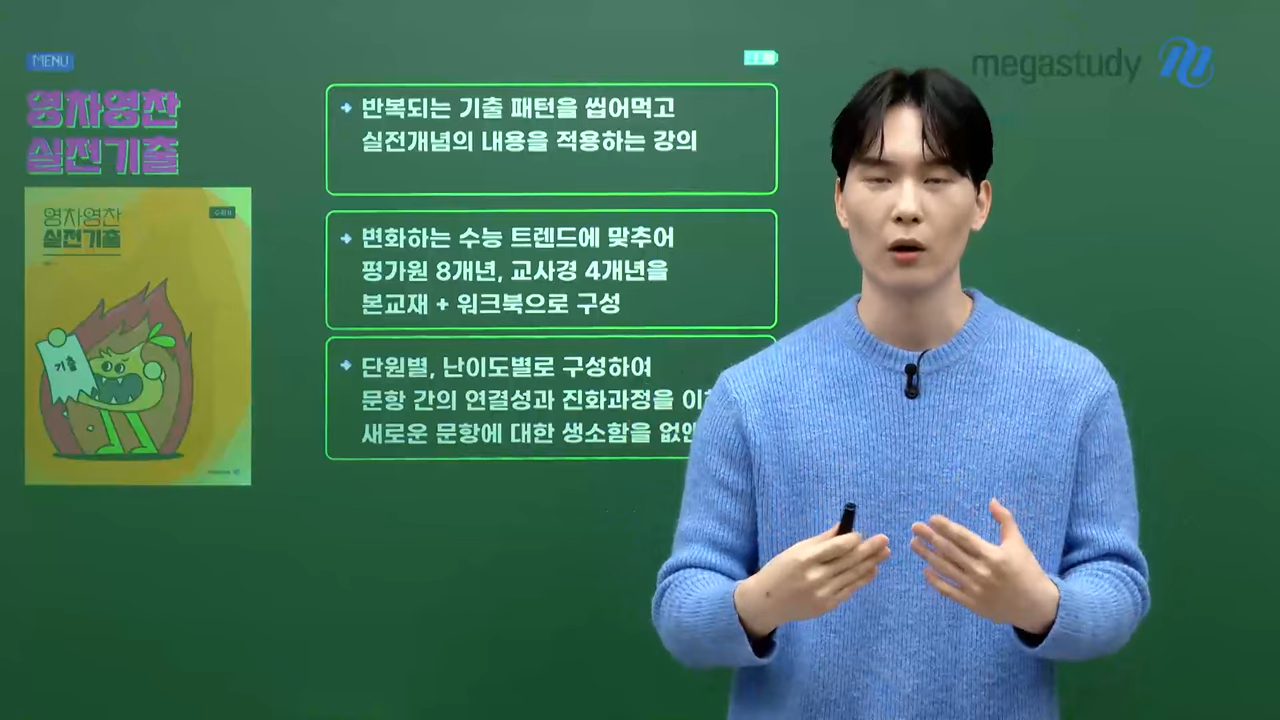 MENU
megastudy
영차영찬
실전기출
영차영찬
실전기출
수학II
기출
반복되는 기출 패턴을 씹어먹고
실전개념의 내용을 적용하는 강의
변화하는 수능 트렌드에 맞추어
평가원 8개년, 교사경 4개년을
본교재 + 워크북으로 구성
단원별, 난이도별로 구성하여
문항 간의 연결성과 진화과정을
새로운 문항에 대한 생소함을